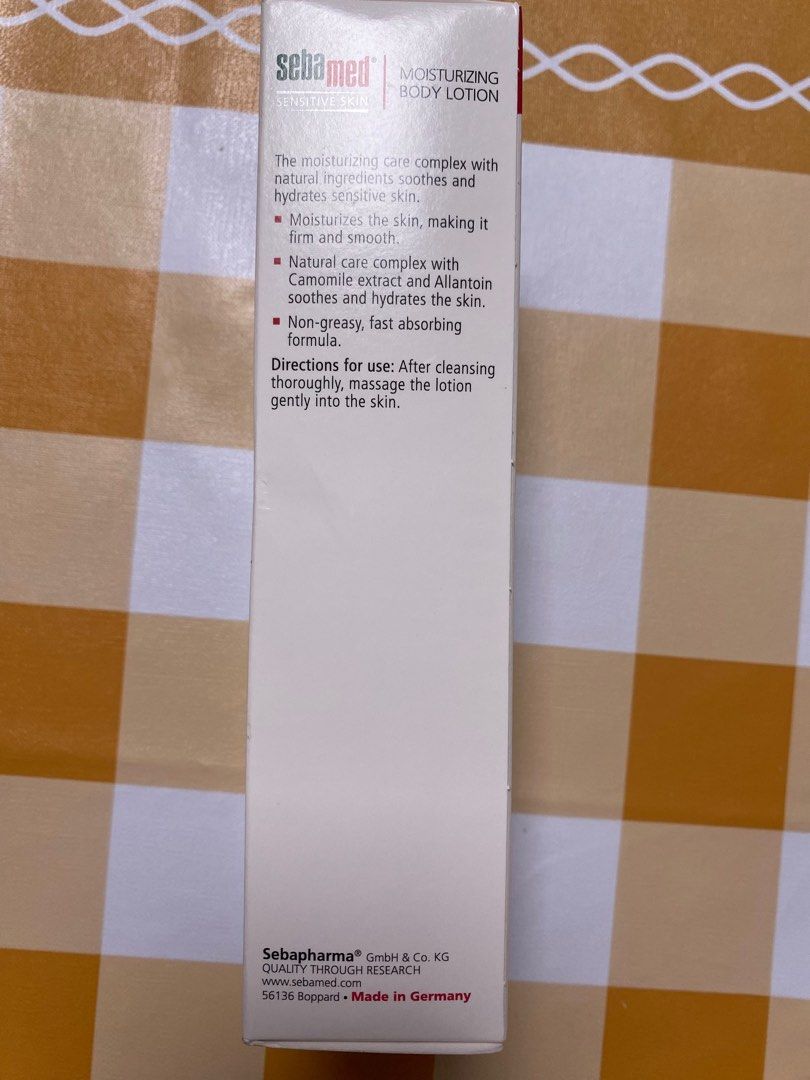 sebamed®
SENSITIVE SKIN
MOISTURIZING
BODY LOTION
The moisturizing care complex with
natural ingredients soothes and
hydrates sensitive skin.
Moisturizes the skin, making it
firm and smooth.
Natural care complex with
Camomile extract and Allantoin
soothes and hydrates the skin.
Non-greasy, fast absorbing
formula.
Directions for use: After cleansing
thoroughly, massage the lotion
gently into the skin.
Sebapharma® GmbH & Co. KG
QUALITY THROUGH RESEARCH
www.sebamed.com
56136 Boppard • Made in Germany